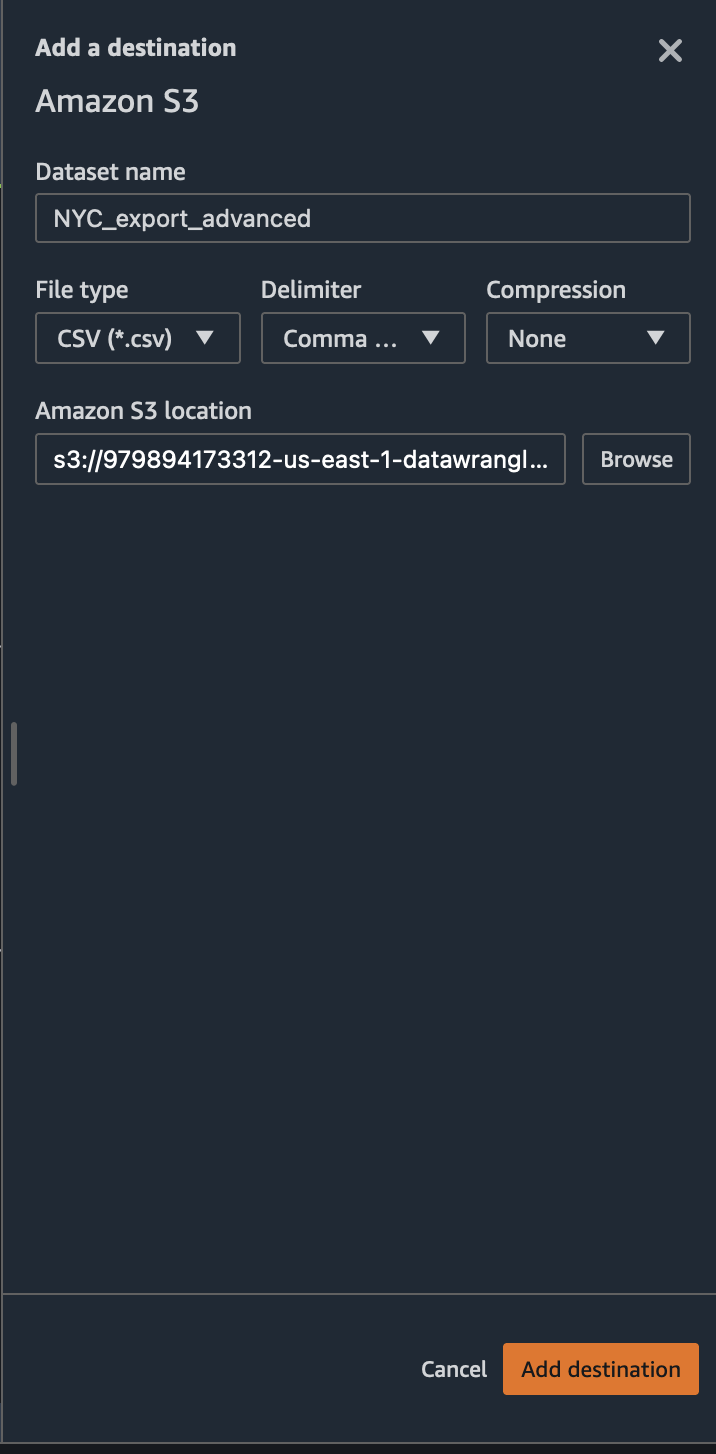 Add a destination
Amazon S3
Dataset name
NYC_export_advanced
File type Delimiter Compression
CSV (*.csv) Comma ... None
Amazon S3 location
s3://979894173312-us-east-1-datawrangl... Browse
Cancel Add destination